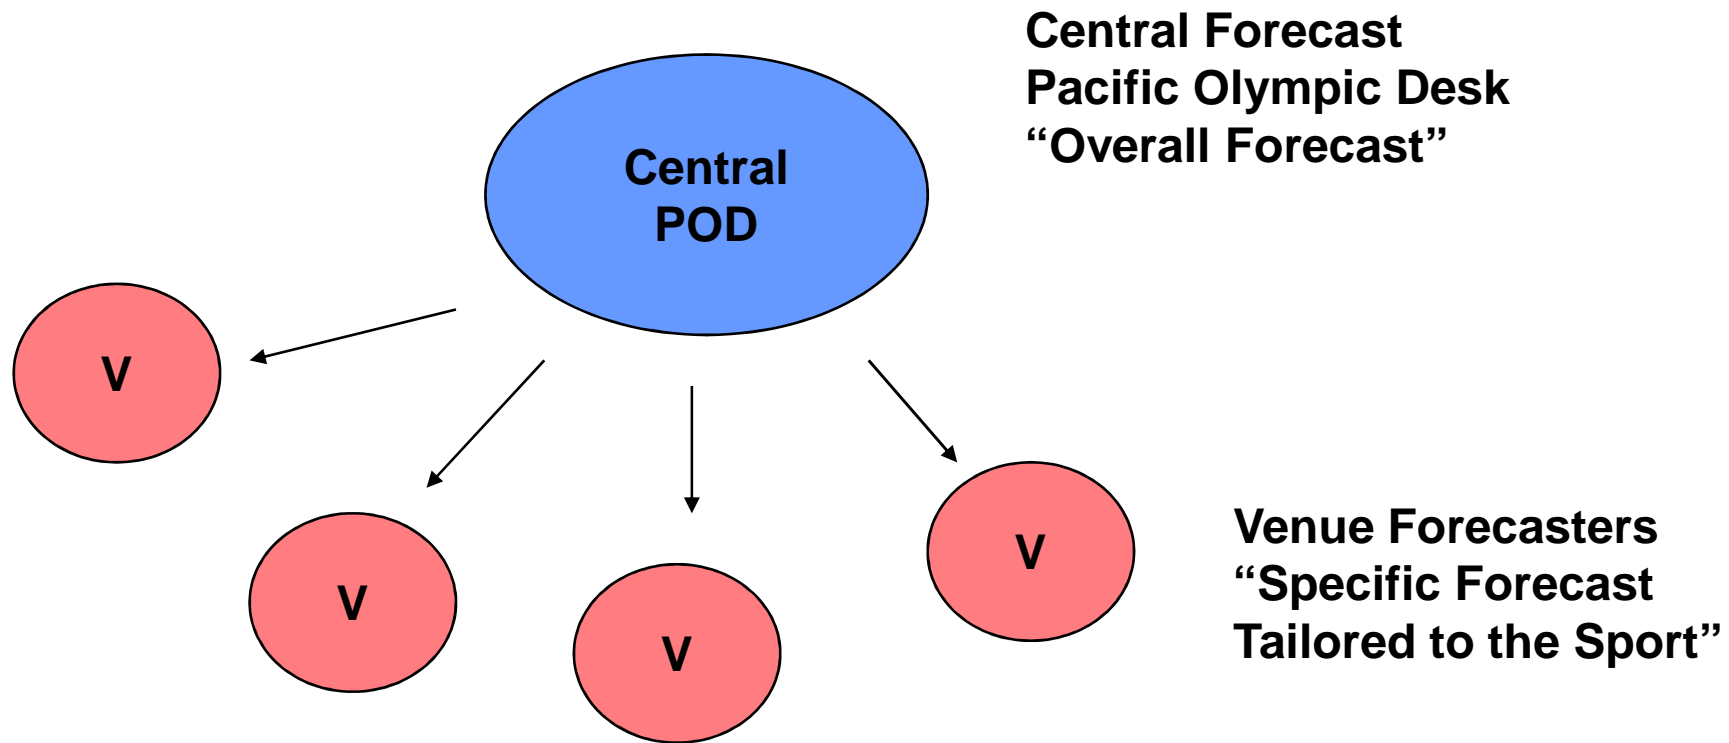 Central Forecast
Pacific Olympic Desk
“Overall Forecast”
Central
POD
V
V
V
V
Venue Forecasters
“Specific Forecast
Tailored to the Sport”